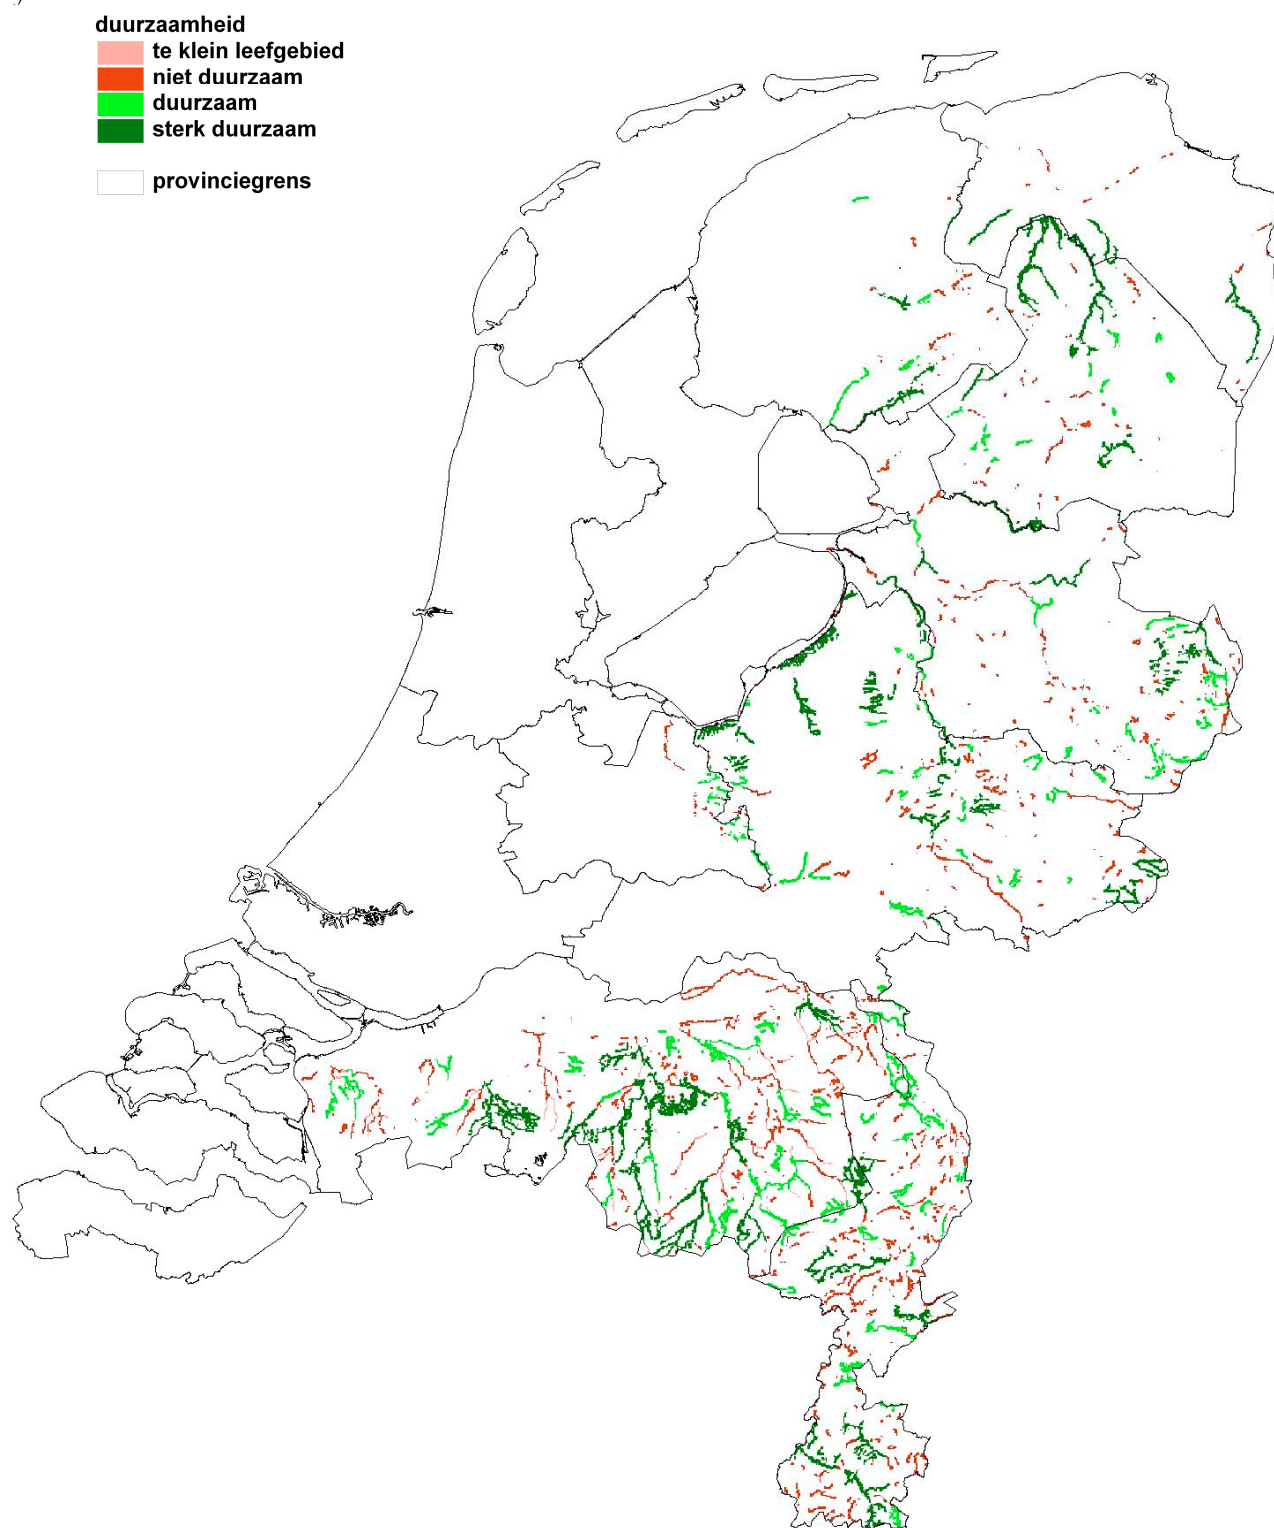 duurzaamheid
te klein leefgebied
niet duurzaam
duurzaam
sterk duurzaam
provinciegrens